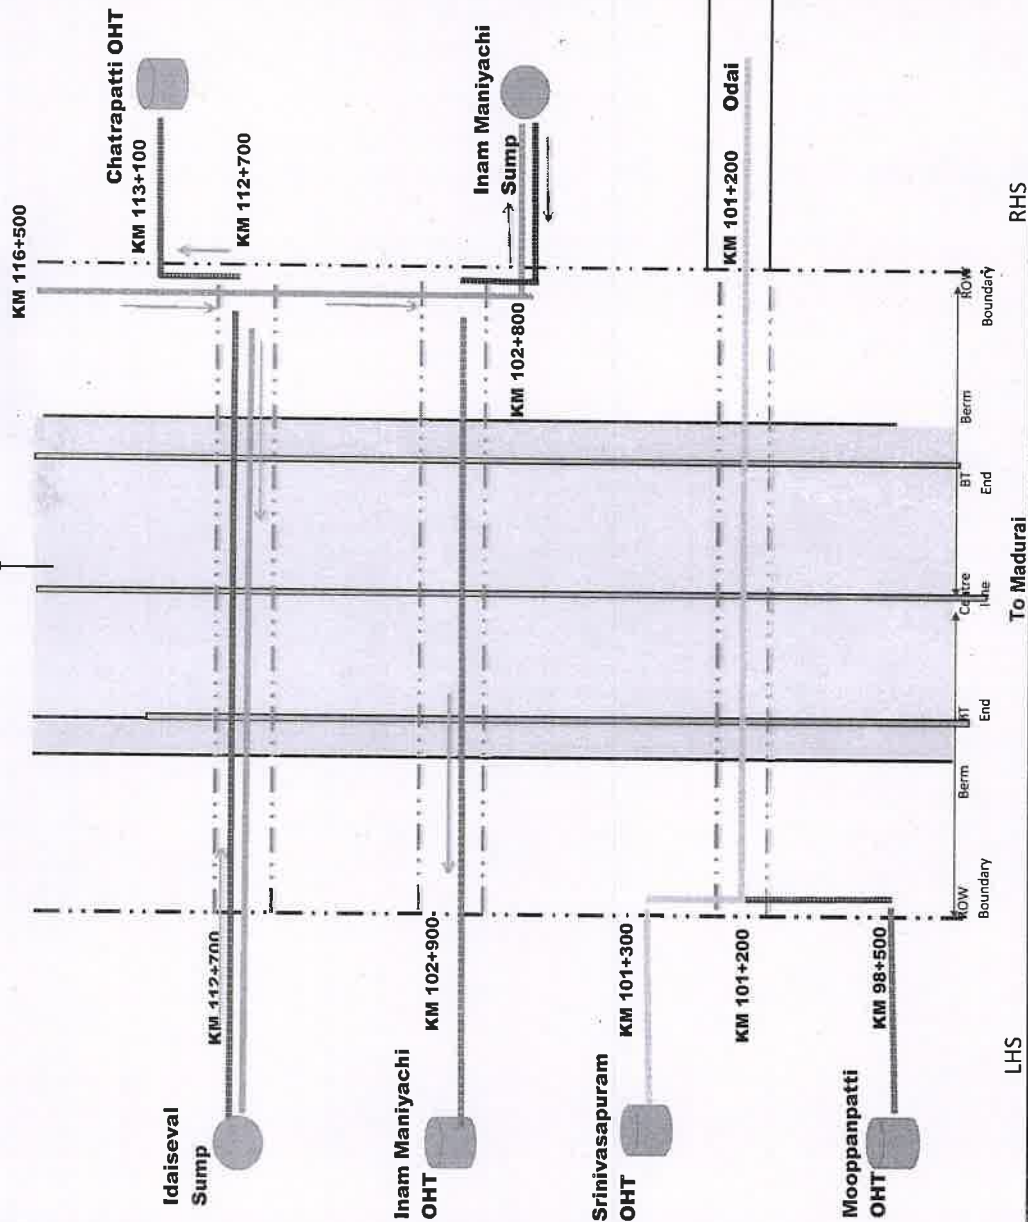 KM 116+500
Chatrapatti OHT
KM 113+100
KM 112+700
Inam Maniyachi
Sump
KM 102+800
KM 101+200
Odai
RHS
ROW
Boundary
Berm
BT
End
Centre
To Madurai
End
Berm
ROW
Boundary
LHS
KM 112+700
Idaiseval
Sump
KM 102+900
Inam Maniyachi
OHT
KM 101+300
Srinivasapuram
OHT
KM 101+200
KM 98+500
Mooppanpatti
OHT